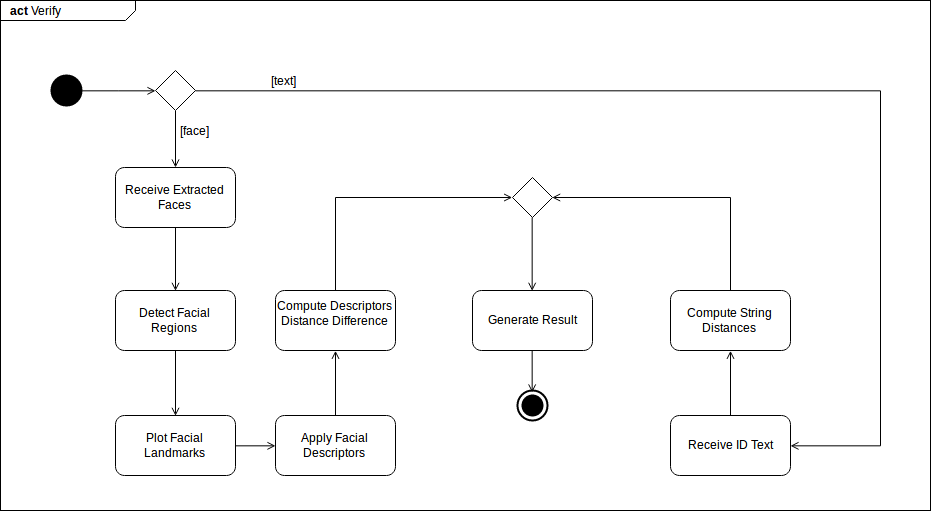 act Verify
[text]
[face]
Receive Extracted
Faces
Detect Facial
Regions
Compute Descriptors
Distance Difference
Generate Result
Compute String
Distances
Plot Facial
Landmarks
Apply Facial
Descriptors
Receive ID Text